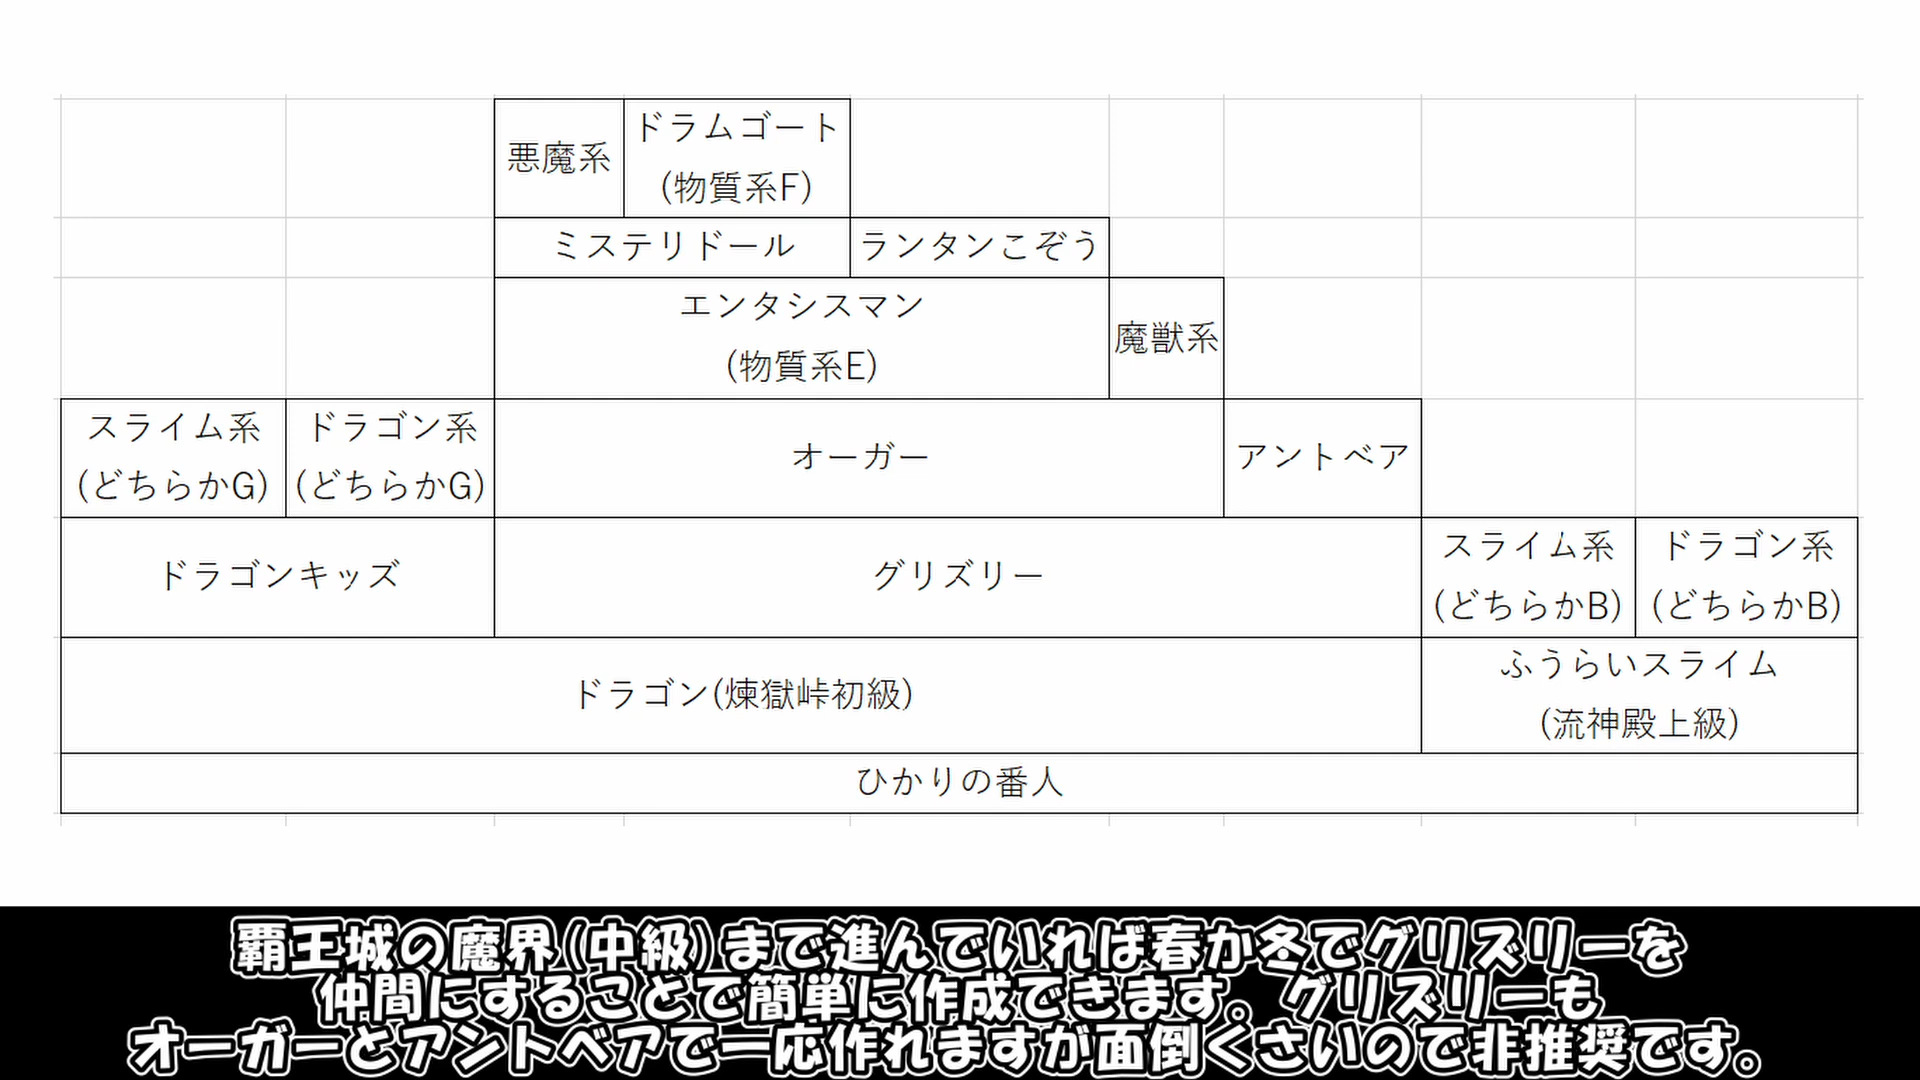 悪魔系
ドラムゴート
(物質系F)
ミステリドール
ランタンこぞう
エンタシスマン
(物質系E)
魔獣系
スライム系
(どちらかG)
ドラゴン系
(どちらかG)
オーガー
アントベア
ドラゴンキッズ
グリズリー
スライム系
(どちらかB)
ドラゴン系
(どちらかB)
ドラゴン(煉獄峠初級)
ふうらいスライム
(流神殿上級)
ひかりの番人
覇王城の魔界(中級)まで進んでいれば春か冬でグリズリーを
仲間にすることで簡単に作成できます。グリズリーも
オーガーとアントベアで一応作れますが面倒くさいので非推奨です。